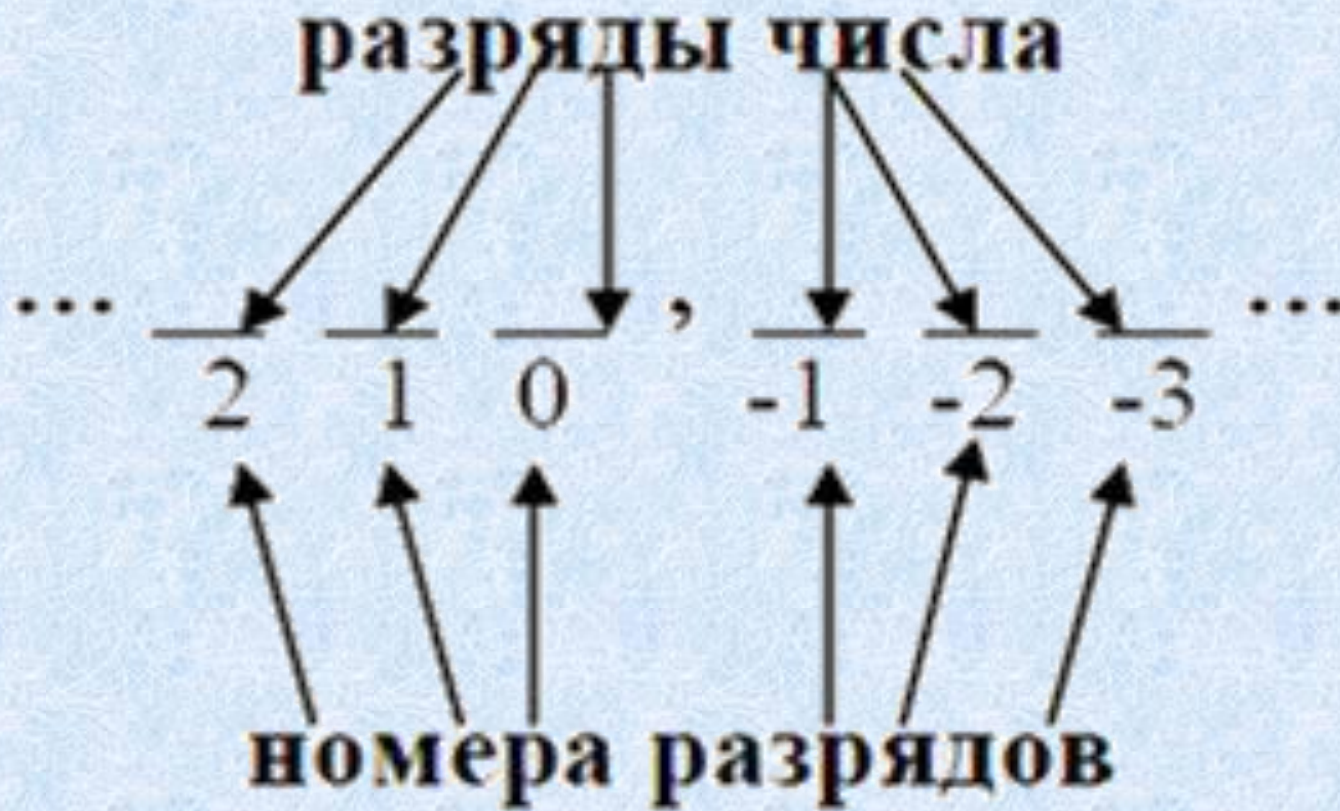 разряды числа
... , ...
2 1 0 -1 -2 -3
номера разрядов